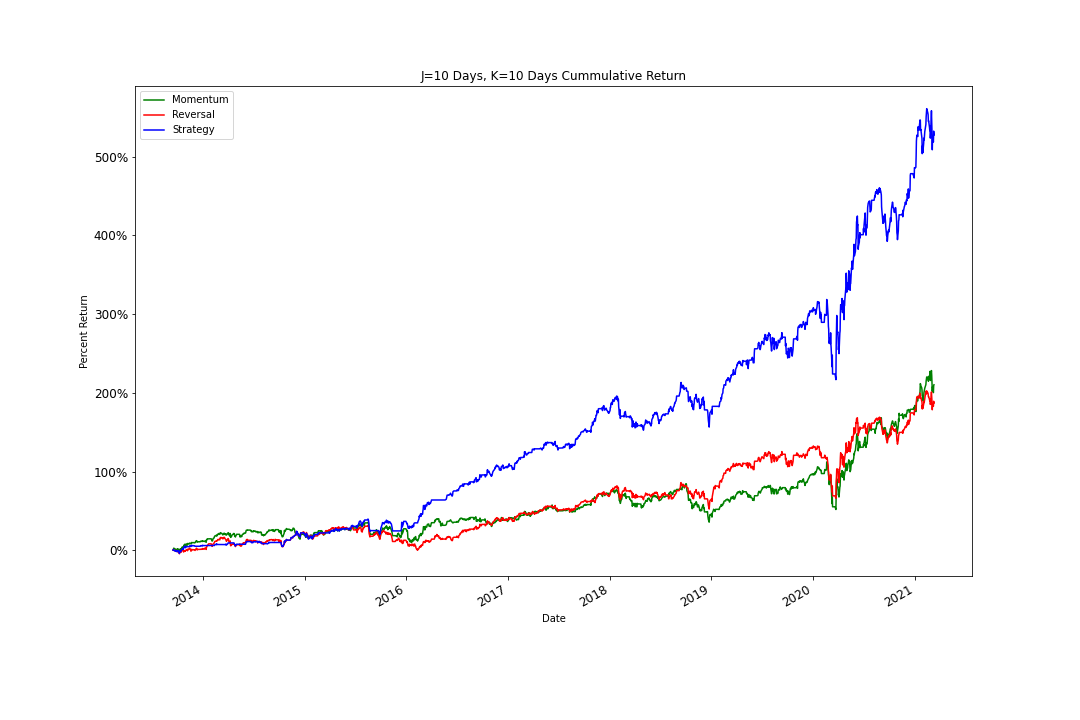 J=10 Days, K=10 Days Cummulative Return
Momentum
Reversal
Strategy
500%
400%
300%
200%
100%
0%
Percent Return
2014
2015
2016
2017
2018
2019
2020
2021
Date